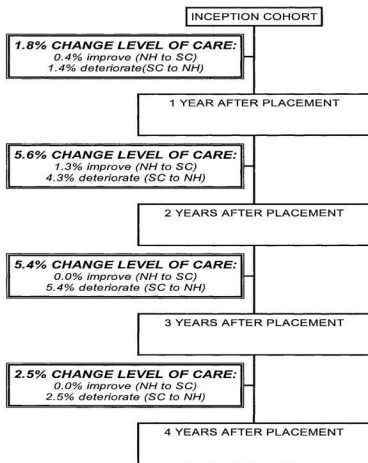 INCEPTION COHORT
1.8% CHANGE LEVEL OF CARE:
0.4% improve (NH to SC)
1.4% deteriorate(SC to NH)
1 YEAR AFTER PLACEMENT
5.6% CHANGE LEVEL OF CARE:
1.3% improve (NH to SC)
4.3% deteriorate (SC to NH)
2 YEARS AFTER PLACEMENT
5.4% CHANGE LEVEL OF CARE:
0.0% improve (NH to SC)
5.4% deteriorate (SC to NH)
3 YEARS AFTER PLACEMENT
2.5% CHANGE LEVEL OF CARE:
0.0% improve (NH to SC)
2.5% deteriorate (SC to NH)
4 YEARS AFTER PLACEMENT